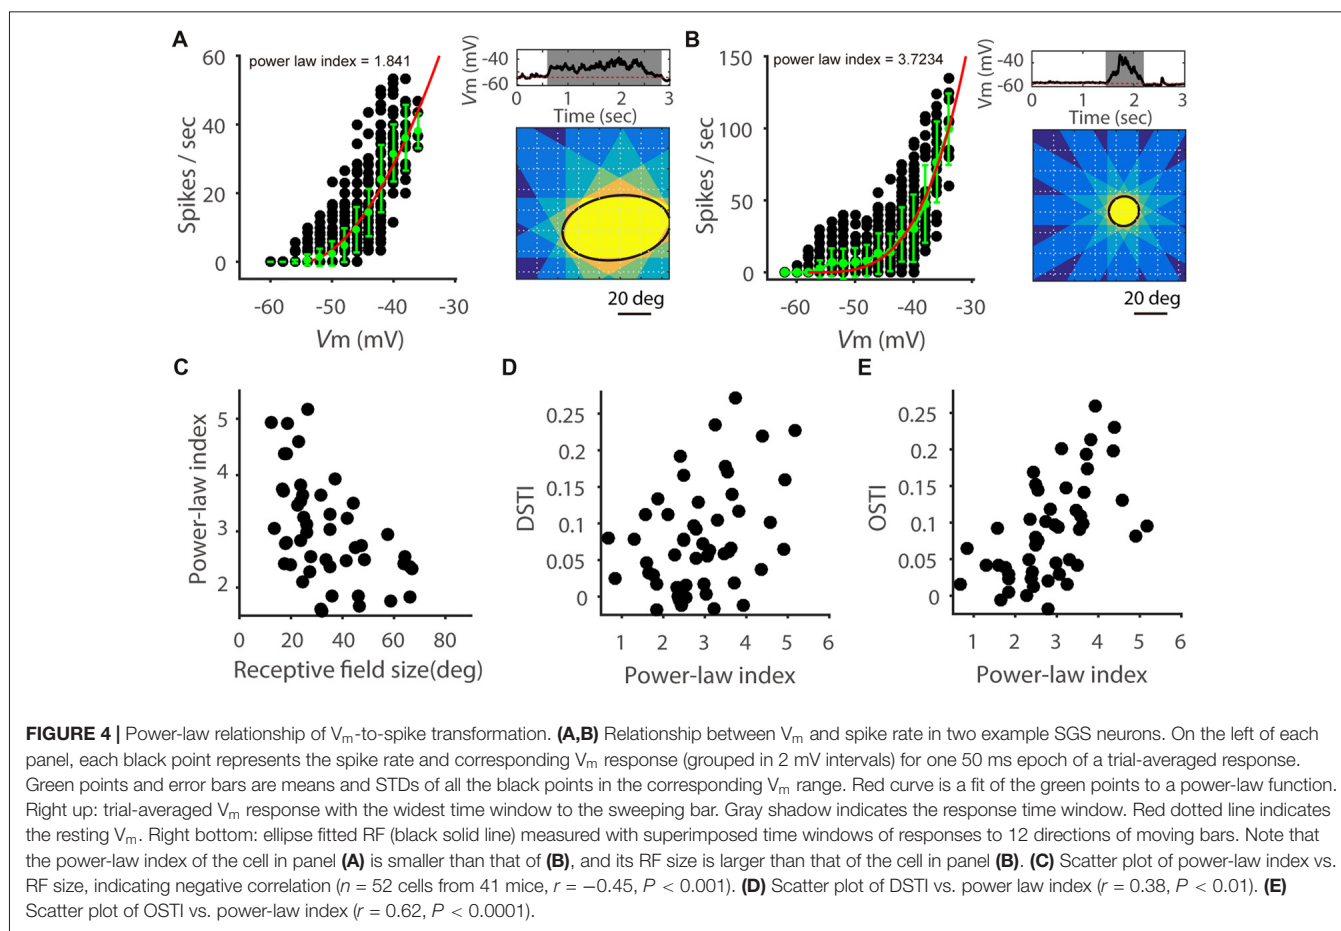 A
power law index = 1.841
60
40
20
0
Spikes / sec
-60
-50
-40
-30
Vm (mV)
Vm (mV)
-40
-60
0
1
2
3
Time (sec)
20 deg
B
power law index = 3.7234
150
100
50
0
Spikes / sec
-60
-50
-40
-30
Vm (mV)
Vm (mV)
-40
-60
0
1
2
3
Time (sec)
20 deg
C
Power-law index
5
4
3
2
0
20
40
60
80
Receptive field size(deg)
D
DSTI
0.25
0.2
0.15
0.1
0.05
0
1
2
3
4
5
6
Power-law index
E
OSTI
0.25
0.2
0.15
0.1
0.05
0
1
2
3
4
5
6
Power-law index
FIGURE 4 | Power-law relationship of Vm-to-spike transformation. (A,B) Relationship between Vm and spike rate in two example SGS neurons. On the left of each
panel, each black point represents the spike rate and corresponding Vm response (grouped in 2 mV intervals) for one 50 ms epoch of a trial-averaged response.
Green points and error bars are means and STDs of all the black points in the corresponding Vm range. Red curve is a fit of the green points to a power-law function.
Right up: trial-averaged Vm response with the widest time window to the sweeping bar. Gray shadow indicates the response time window. Red dotted line indicates
the resting Vm. Right bottom: ellipse fitted RF (black solid line) measured with superimposed time windows of responses to 12 directions of moving bars. Note that
the power-law index of the cell in panel (A) is smaller than that of (B), and its RF size is larger than that of the cell in panel (B). (C) Scatter plot of power-law index vs.
RF size, indicating negative correlation (n = 52 cells from 41 mice, r = −0.45, P < 0.001). (D) Scatter plot of DSTI vs. power law index (r = 0.38, P < 0.01). (E)
Scatter plot of OSTI vs. power-law index (r = 0.62, P < 0.0001).